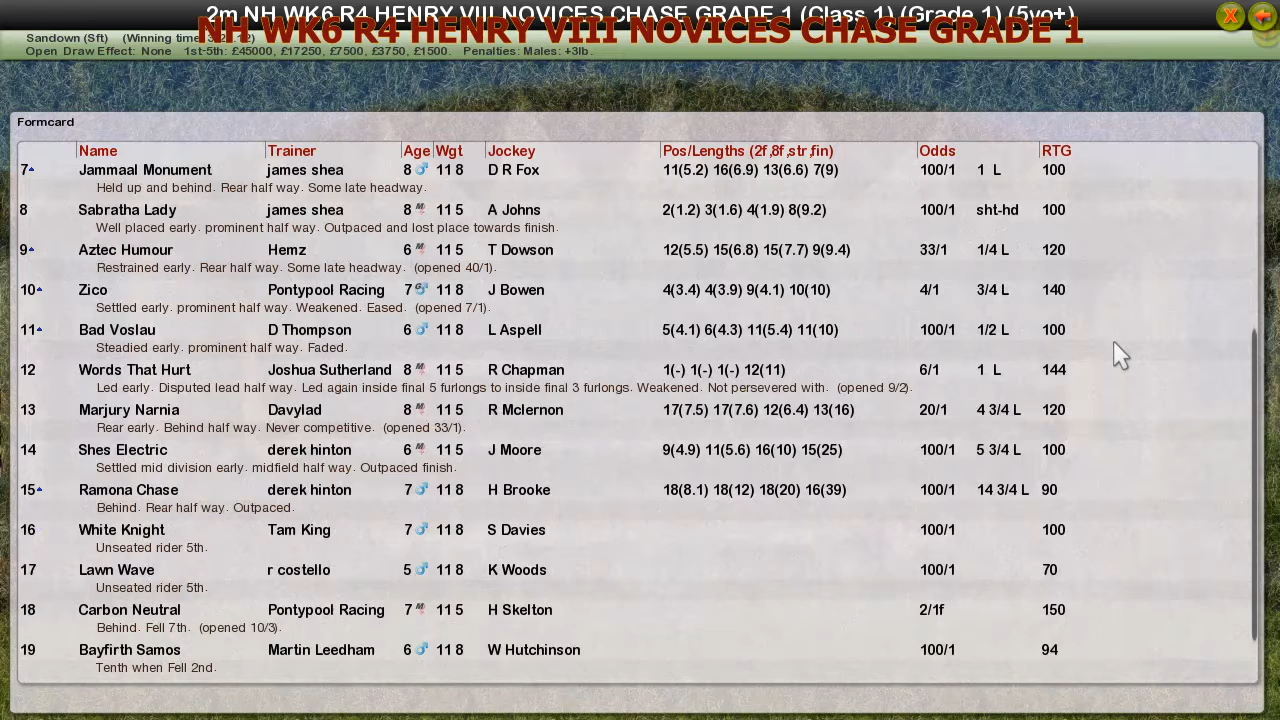 2m NH WK6 R4 HENRY VIII NOVICES CHASE GRADE 1 (Class 1) (Grade 1) (5yo+)
NH WK6 R4 HENRY VIII NOVICES CHASE GRADE 1
Sandown (Sft) (Winning time:
Open Draw Effect: None 1st-5th: £45000, £17250, £7500, £3750, £1500. Penalties: Males: +3lb.
Formcard
Name Trainer Age Wgt Jockey Pos/Lengths (2f,8f,str,fin) Odds RTG
7 Jammaal Monument james shea 8 11 8 D R Fox 11(5.2) 16(6.9) 13(6.6) 7(9) 100/1 1 L 100
Held up and behind. Rear half way. Some late headway.
8 Sabratha Lady james shea 8 11 5 A Johns 2(1.2) 3(1.6) 4(1.9) 8(9.2) 100/1 sht-hd 100
Well placed early. prominent half way. Outpaced and lost place towards finish.
9 Aztec Humour Hemz 6 11 5 T Dowson 12(5.5) 15(6.8) 15(7.7) 9(9.4) 33/1 1/4 L 120
Restrained early. Rear half way. Some late headway. (opened 40/1).
10 Zico Pontypool Racing 7 11 8 J Bowen 4(3.4) 4(3.9) 9(4.1) 10(10) 4/1 3/4 L 140
Settled early. prominent half way. Weakened. Eased. (opened 7/1).
11 Bad Voslau D Thompson 6 11 8 L Aspell 5(4.1) 6(4.3) 11(5.4) 11(10) 100/1 1/2 L 100
Steadied early. prominent half way. Faded.
12 Words That Hurt Joshua Sutherland 8 11 5 R Chapman 1(-) 1(-) 1(-) 12(11) 6/1 1 L 144
Led early. Disputed lead half way. Led again inside final 5 furlongs to inside final 3 furlongs. Weakened. Not persevered with. (opened 9/2).
13 Marjury Narnia Davylad 8 11 5 R Mclernon 17(7.5) 17(7.6) 12(6.4) 13(16) 20/1 4 3/4 L 120
Rear early. Behind half way. Never competitive. (opened 33/1).
14 Shes Electric derek hinton 6 11 5 J Moore 9(4.9) 11(5.6) 16(10) 15(25) 100/1 5 3/4 L 100
Settled mid division early. midfield half way. Outpaced finish.
15 Ramona Chase derek hinton 7 11 8 H Brooke 18(8.1) 18(12) 18(20) 16(39) 100/1 14 3/4 L 90
Behind. Rear half way. Outpaced.
16 White Knight Tam King 7 11 8 S Davies 100/1 100
Unseated rider 5th.
17 Lawn Wave r costello 5 11 8 K Woods 100/1 70
Unseated rider 5th.
18 Carbon Neutral Pontypool Racing 7 11 5 H Skelton 2/1f 150
Behind. Fell 7th. (opened 10/3).
19 Bayfirth Samos Martin Leedham 6 11 8 W Hutchinson 100/1 94
Tenth when Fell 2nd.